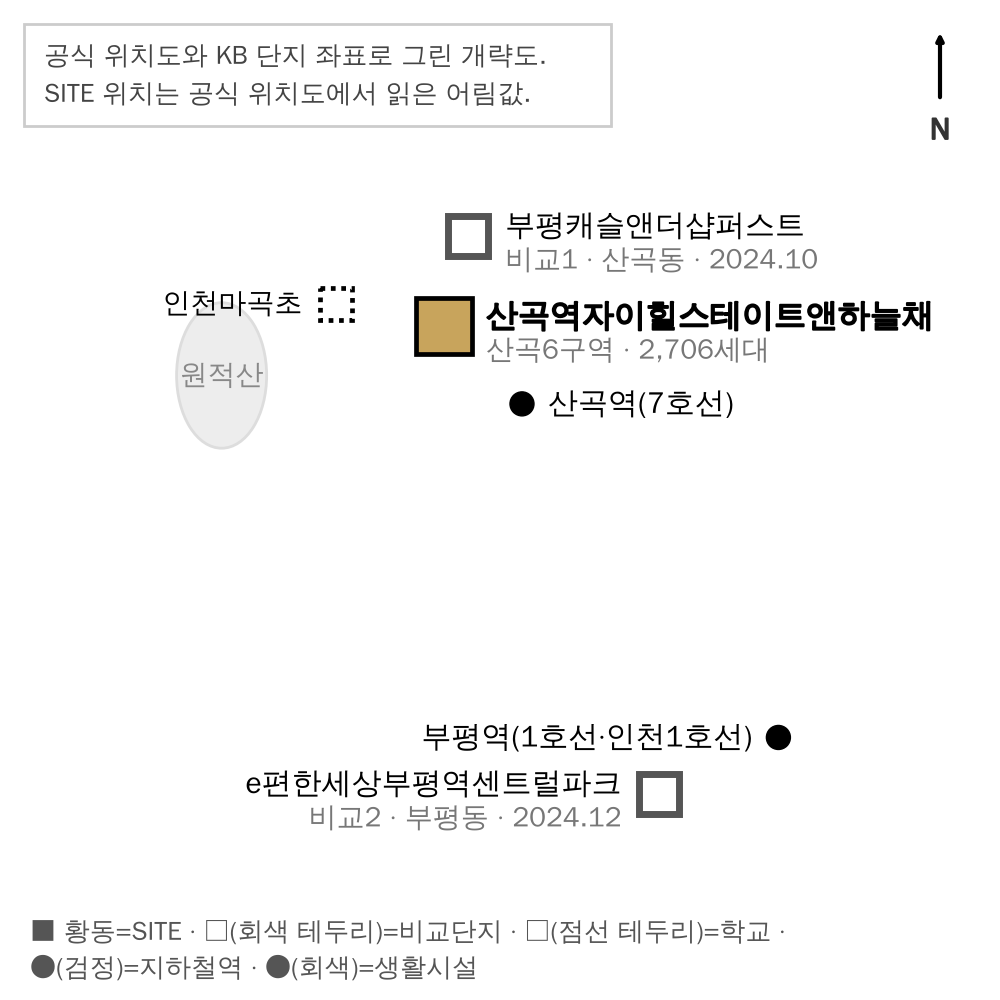 공식 위치도와 KB 단지 좌표로 그린 개략도.
SITE 위치는 공식 위치도에서 읽은 어림값.
N
부평캐슬앤더샵퍼스트
비교1 · 산곡동 · 2024.10
인천마곡초
산곡역자이힐스테이트앤하늘채
산곡6구역 · 2,706세대
원적산
산곡역(7호선)
부평역(1호선·인천1호선)
e편한세상부평역센트럴파크
비교2 · 부평동 · 2024.12
■ 황동=SITE · □(회색 테두리)=비교단지 · □(점선 테두리)=학교 ·
●(검정)=지하철역 · ●(회색)=생활시설